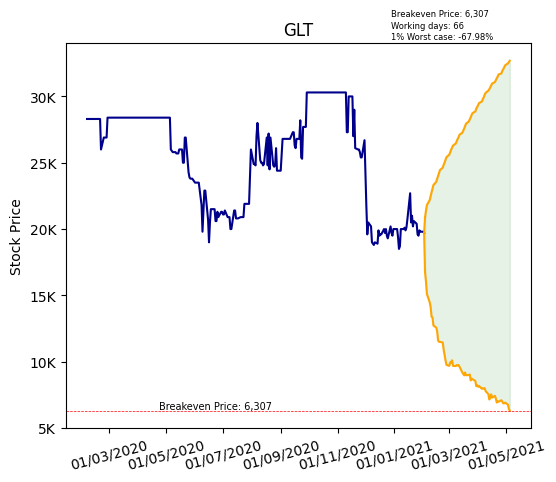 Breakeven Price: 6,307
Working days: 66
1% Worst case: -67.98%
GLT
Stock Price
30K
25K
20K
15K
10K
5K
Breakeven Price: 6,307
01/03/2020
01/05/2020
01/07/2020
01/09/2020
01/11/2020
01/01/2021
01/03/2021
01/05/2021